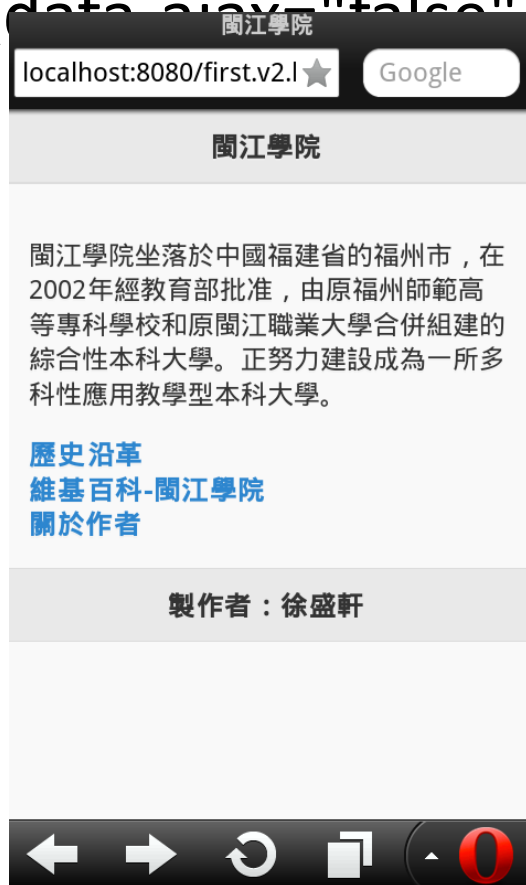 data-ajax="false"
閩江學院
localhost:8080/first.v2.l
Google
閩江學院
閩江學院坐落於中國福建省的福州市，在
2002年經教育部批准，由原福州師範高
等專科學校和原閩江職業大學合併組建的
綜合性本科大學。正努力建設成為一所多
科性應用教學型本科大學。
歷史沿革
維基百科-閩江學院
關於作者
製作者：徐盛軒